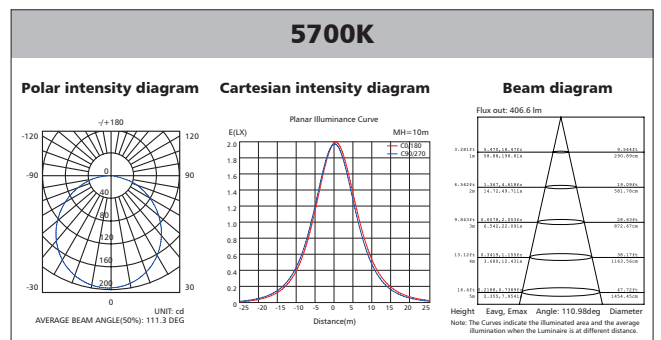 5700K
Polar intensity diagram
-/+180
-120
120
-90
90
0
40
80
120
160
200
-30
30
0
UNIT: cd
AVERAGE BEAM ANGLE(50%): 111.3 DEG
Cartesian intensity diagram
Planar Illuminance Curve
E(LX)
MH=10m
C0/180
C90/270
2.0
1.8
1.6
1.4
1.2
1.0
0.8
0.6
0.4
0.2
0
-25 -20 -15 -10 -5 0 5 10 15 20 25
Distance(m)
Beam diagram
Flux out: 406.6 lm
3.281ft
9.544ft
1m
290.89cm
6.562ft
19.09ft
2m
24.72,49.71lx
581.78cm
9.843ft
28.63ft
3m
872.67cm
13.12ft
38.17ft
4m
1163.56cm
16.4ft
47.72ft
5m
1454.45cm
Height Eavg, Emax Angle: 110.98deg Diameter
Note: The Curves indicate the illuminated area and the average
illumination when the Luminaire is at different distance.